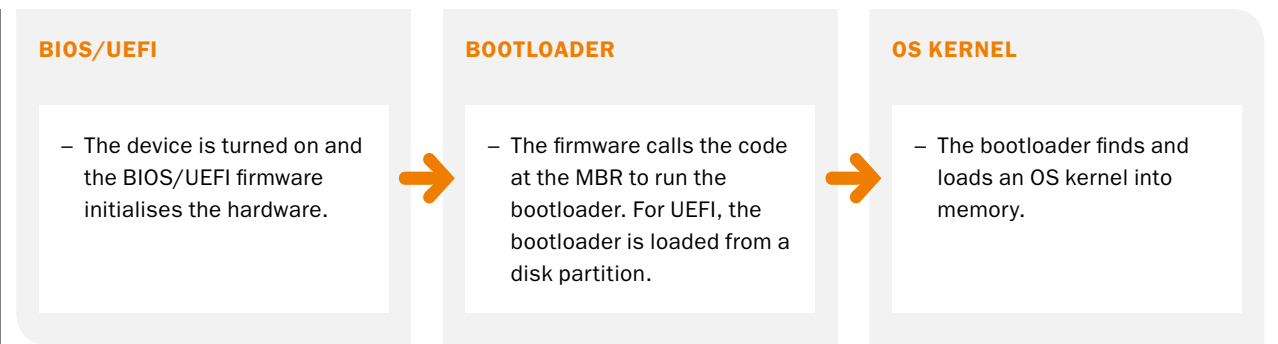 BIOS/UEFI
– The device is turned on and
the BIOS/UEFI firmware
initialises the hardware.
BOOTLOADER
– The firmware calls the code
at the MBR to run the
bootloader. For UEFI, the
bootloader is loaded from a
disk partition.
OS KERNEL
– The bootloader finds and
loads an OS kernel into
memory.